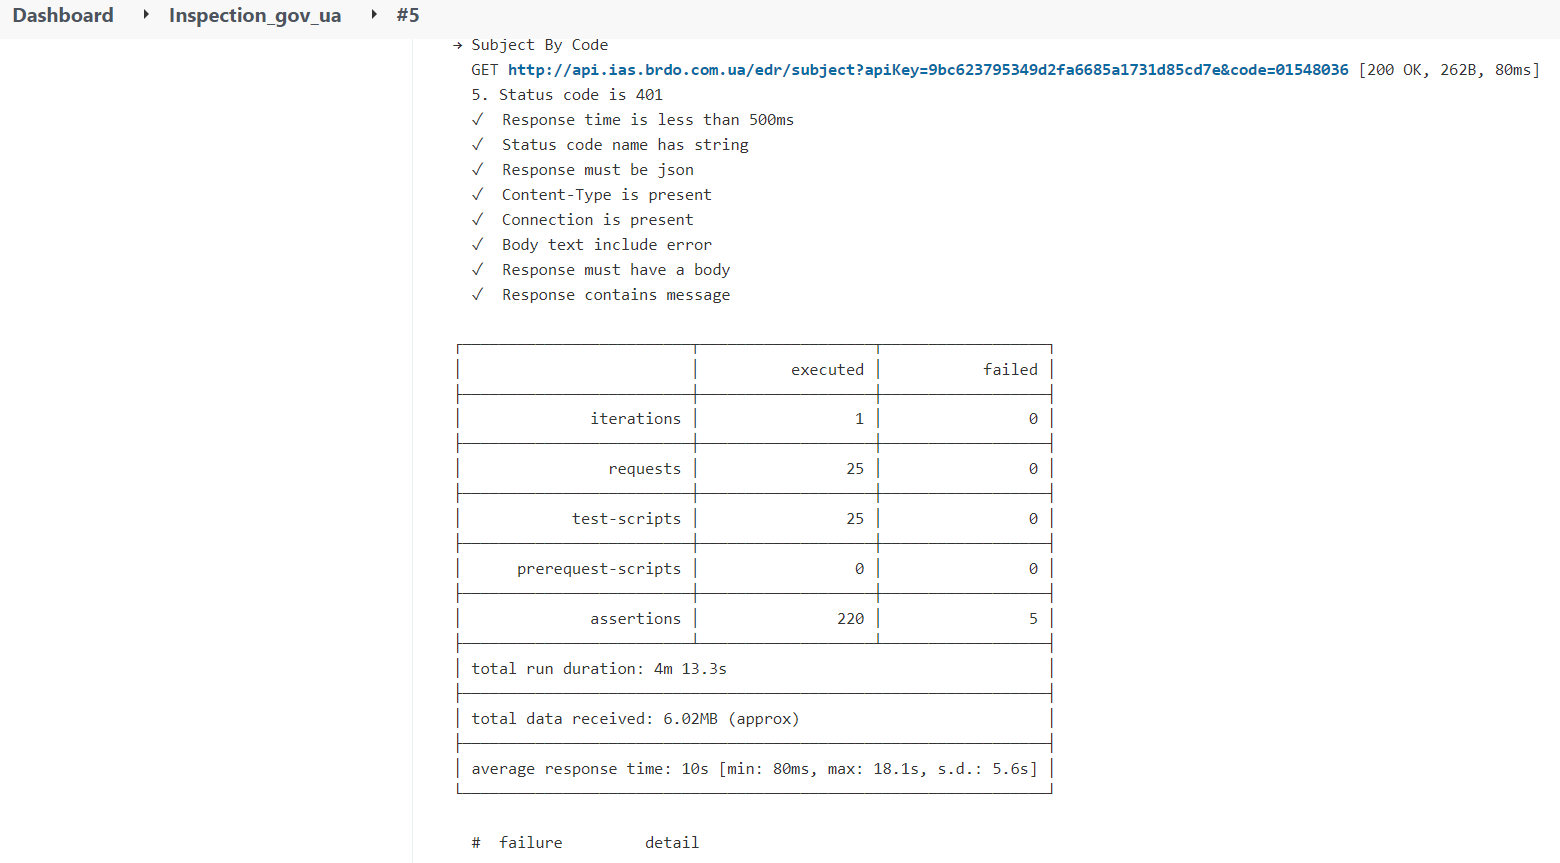 Dashboard ▸ Inspection_gov_ua ▸ #5
→ Subject By Code
GET http://api.ias.brdo.com.ua/edr/subject?apiKey=9bc623795349d2fa6685a1731d85cd7e&code=01548036 [200 OK, 262B, 80ms]
5. Status code is 401
✓ Response time is less than 500ms
✓ Status code name has string
✓ Response must be json
✓ Content-Type is present
✓ Connection is present
✓ Body text include error
✓ Response must have a body
✓ Response contains message
executed failed
iterations 1 0
requests 25 0
test-scripts 25 0
prerequest-scripts 0 0
assertions 220 5
total run duration: 4m 13.3s
total data received: 6.02MB (approx)
average response time: 10s [min: 80ms, max: 18.1s, s.d.: 5.6s]
# failure detail